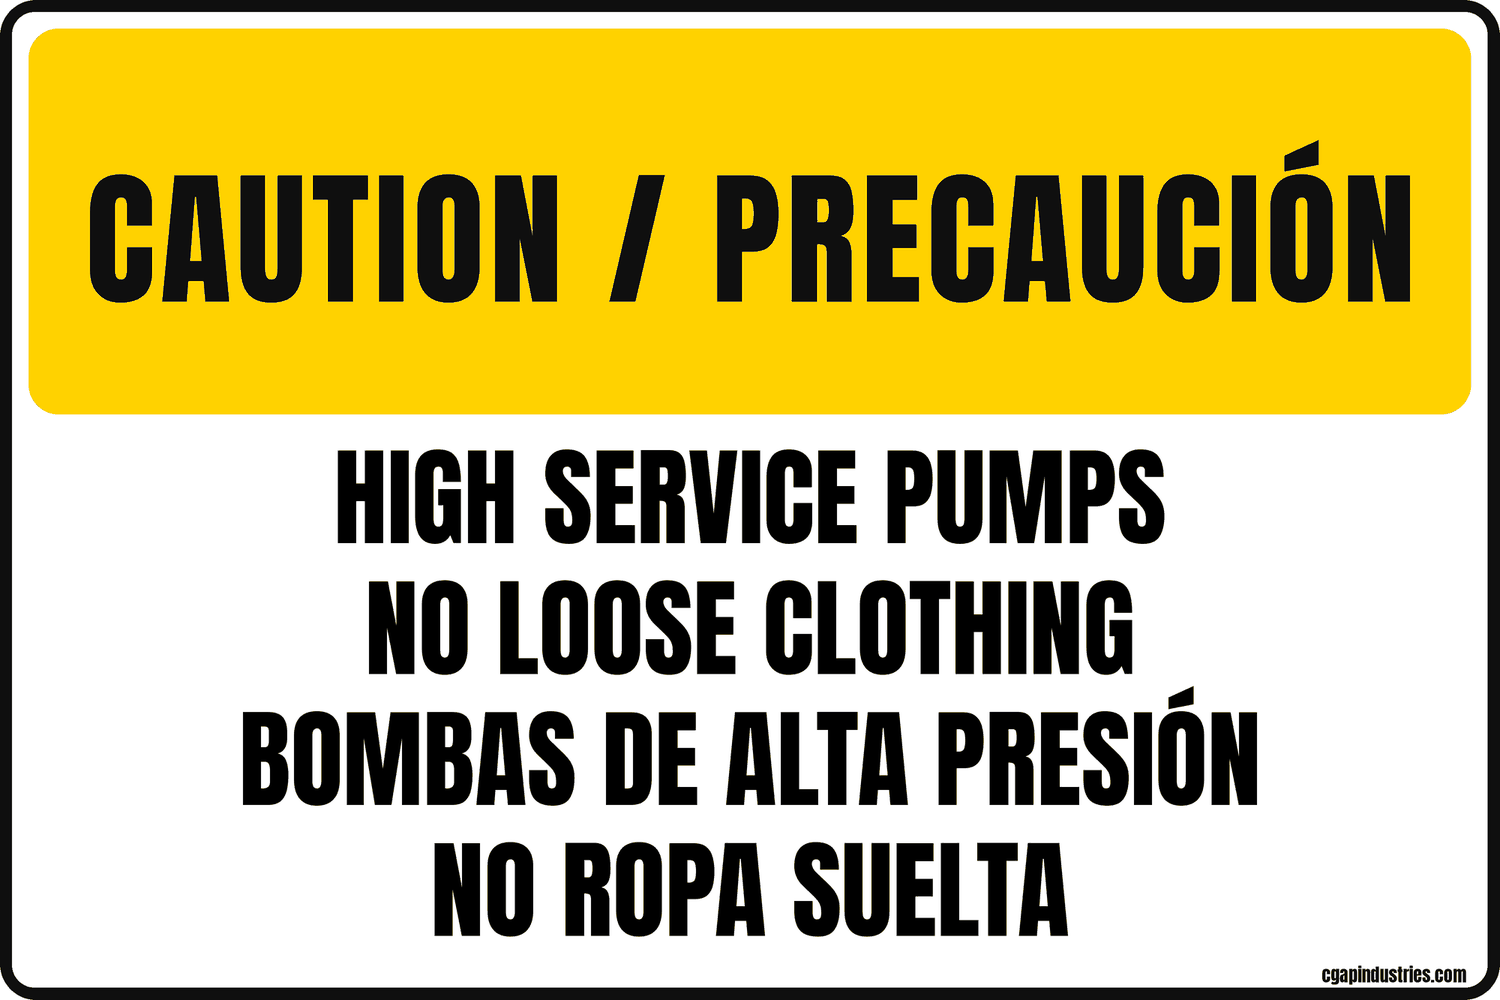 CAUTION / PRECAUCIÓN
HIGH SERVICE PUMPS
NO LOOSE CLOTHING
BOMBAS DE ALTA PRESIÓN
NO ROPA SUELTA
cgapindustries.com